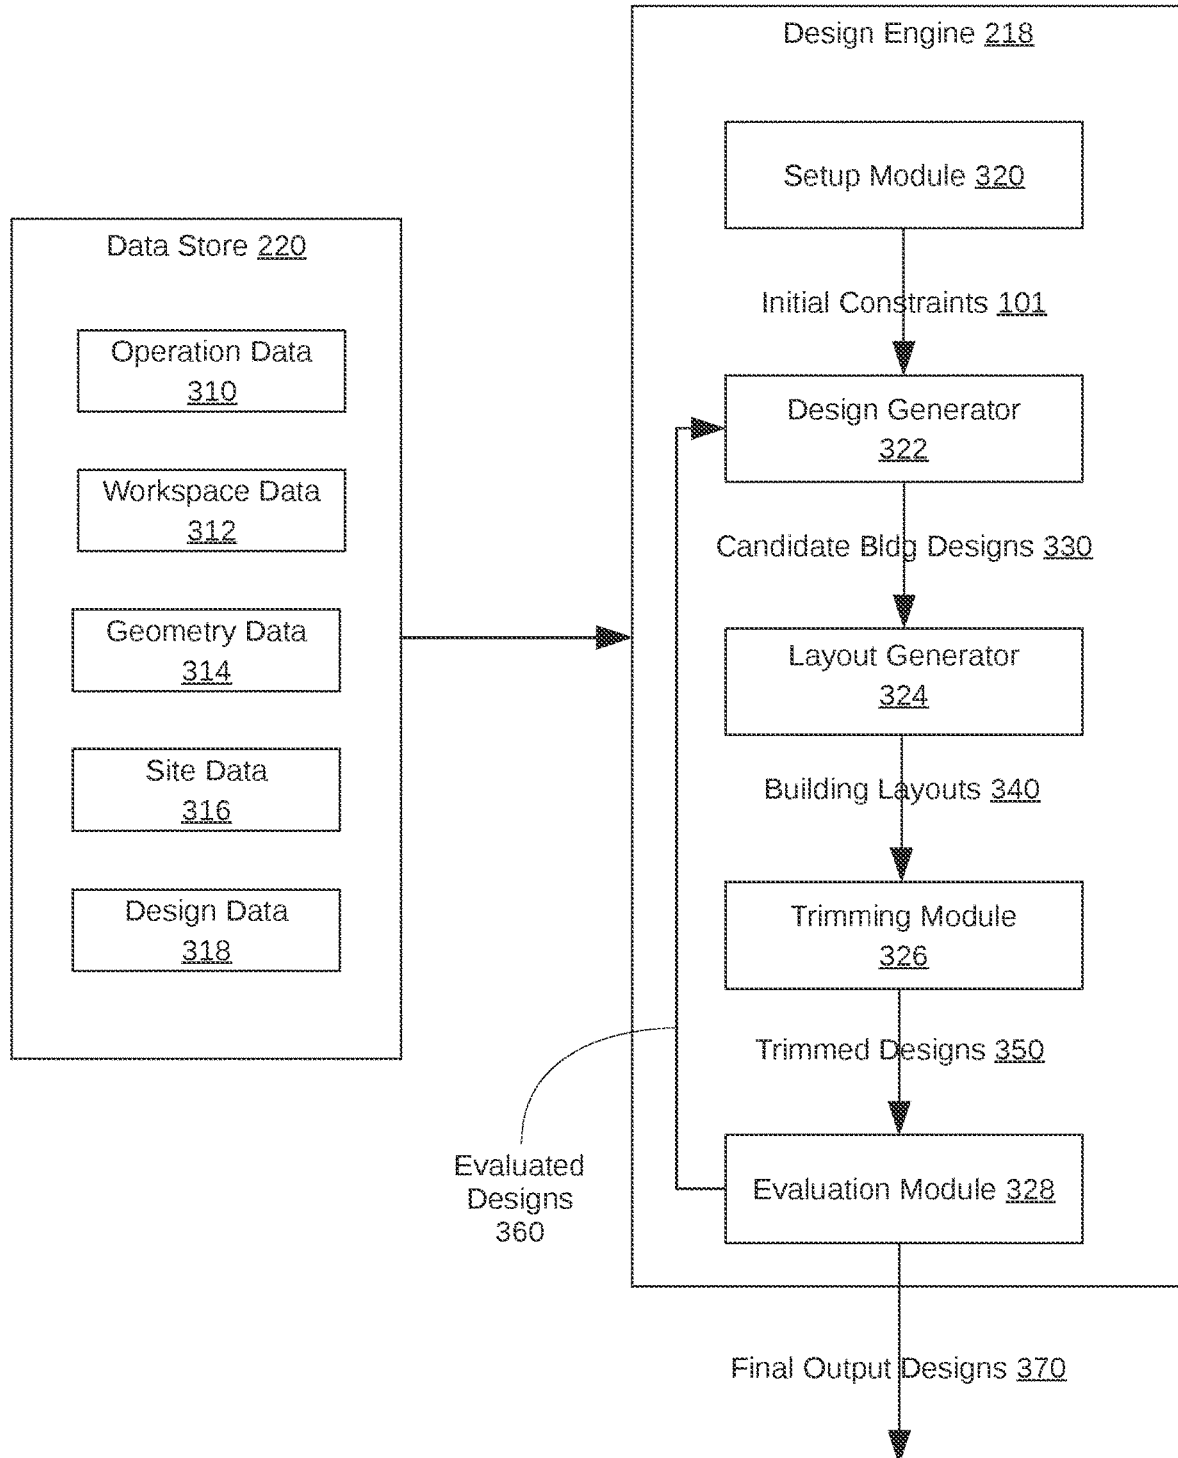 Design Engine 218
Setup Module 320
Data Store 220
Initial Constraints 101
Operation Data
310
Design Generator
322
Workspace Data
312
Candidate Bldg Designs 330
Geometry Data
314
Layout Generator
324
Site Data
316
Building Layouts 340
Design Data
318
Trimming Module
326
Trimmed Designs 350
Evaluated
Designs
360
Evaluation Module 328
Final Output Designs 370